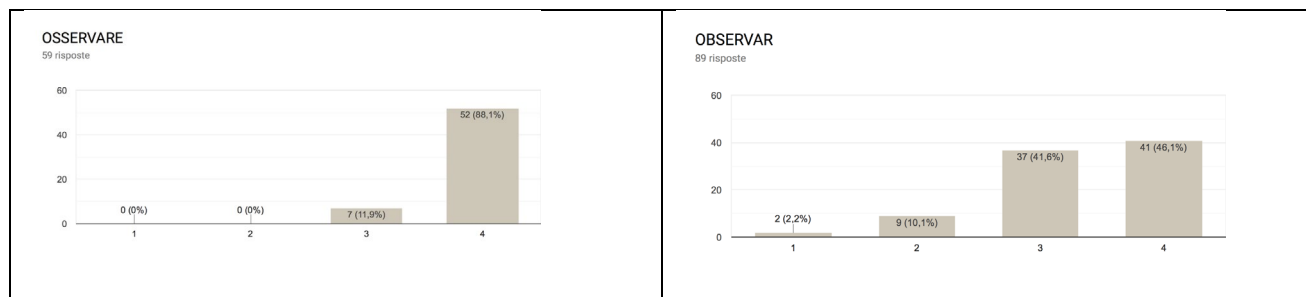 OSSERVARE
59 risposte
60
40
20
0
0 (0%)
0 (0%)
7 (11,9%)
52 (88,1%)
1 2 3 4
OBSERVAR
89 risposte
60
40
20
0
2 (2,2%)
9 (10,1%)
37 (41,6%)
41 (46,1%)
1 2 3 4